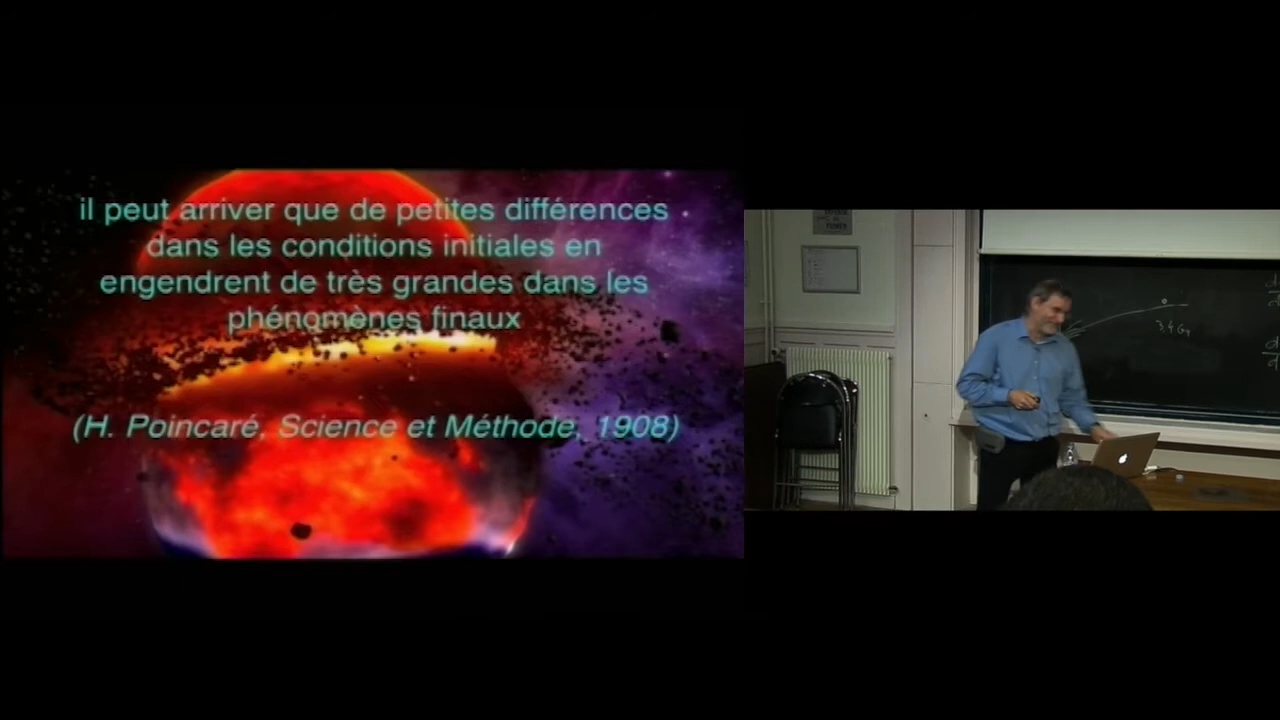 il peut arriver que de petites différences
dans les conditions initiales en
engendrent de très grandes dans les
phénomènes finaux
(H. Poincaré, Science et Méthode, 1908)